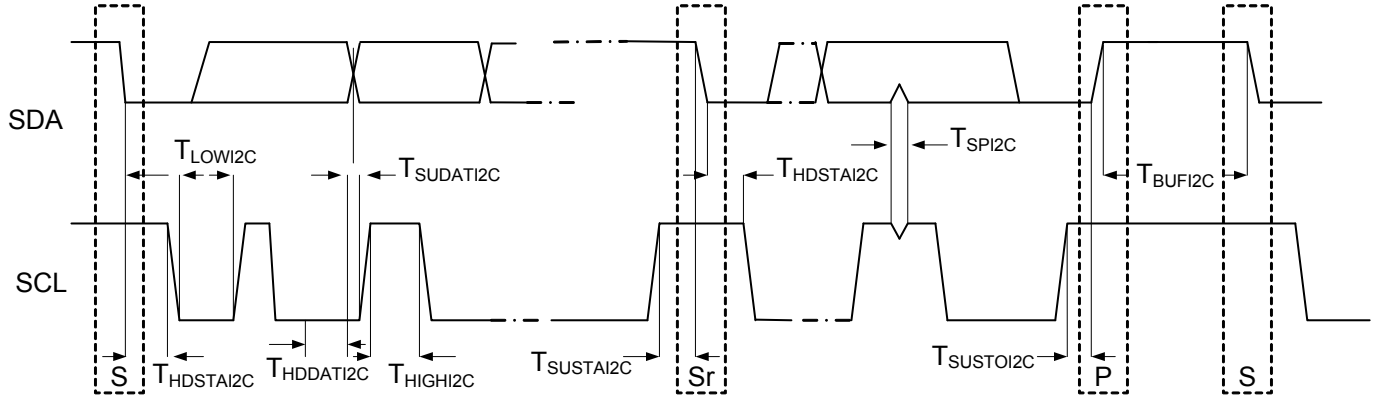 SDA
T_LOWI2C
T_SUDATI2C
T_HDSTAI2C
T_SPI2C
T_BUFI2C
SCL
S
T_HDSTAI2C
T_HDDATI2C
T_HIGHI2C
T_SUSTAI2C
Sr
T_SUSTOI2C
P
S